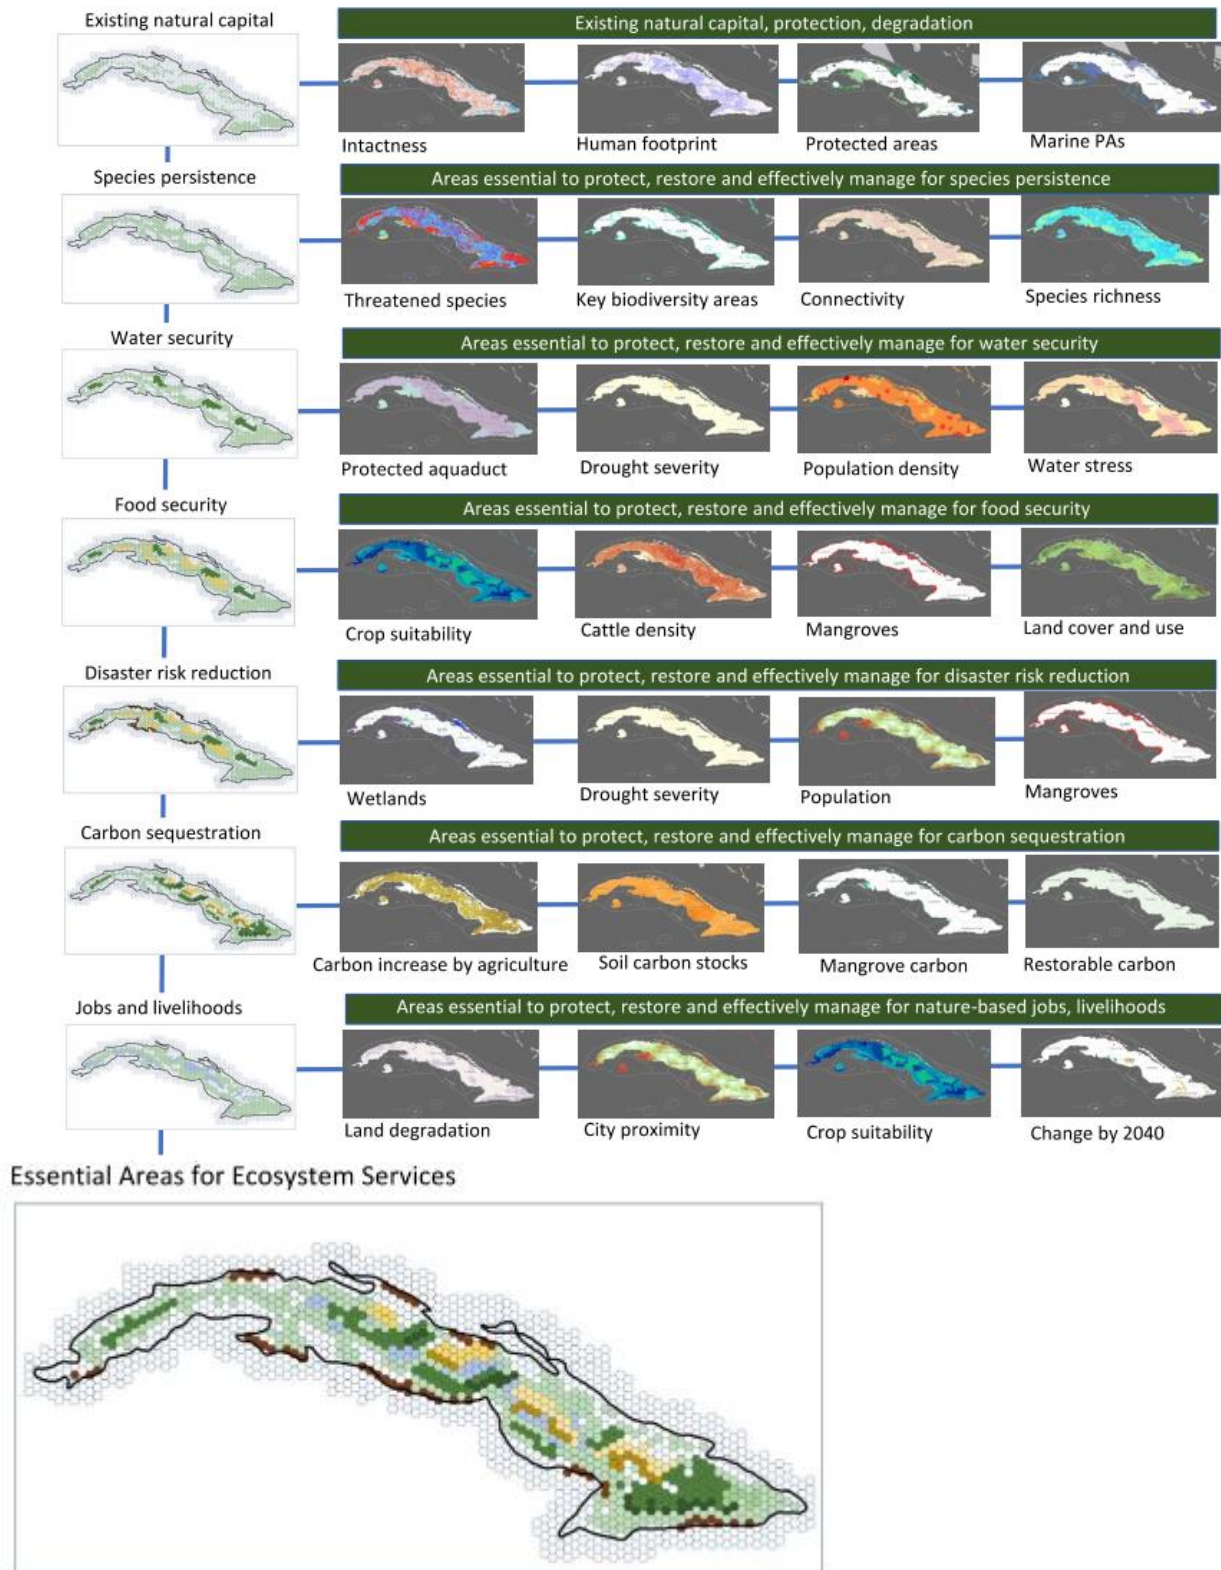 Existing natural capital
Existing natural capital, protection, degradation
Intactness
Human footprint
Protected areas
Marine PAs
Species persistence
Areas essential to protect, restore and effectively manage for species persistence
Threatened species
Key biodiversity areas
Connectivity
Species richness
Water security
Areas essential to protect, restore and effectively manage for water security
Protected aquaduct
Drought severity
Population density
Water stress
Food security
Areas essential to protect, restore and effectively manage for food security
Crop suitability
Cattle density
Mangroves
Land cover and use
Disaster risk reduction
Areas essential to protect, restore and effectively manage for disaster risk reduction
Wetlands
Drought severity
Population
Mangroves
Carbon sequestration
Areas essential to protect, restore and effectively manage for carbon sequestration
Carbon increase by agriculture
Soil carbon stocks
Mangrove carbon
Restorable carbon
Jobs and livelihoods
Areas essential to protect, restore and effectively manage for nature-based jobs, livelihoods
Land degradation
City proximity
Crop suitability
Change by 2040
Essential Areas for Ecosystem Services